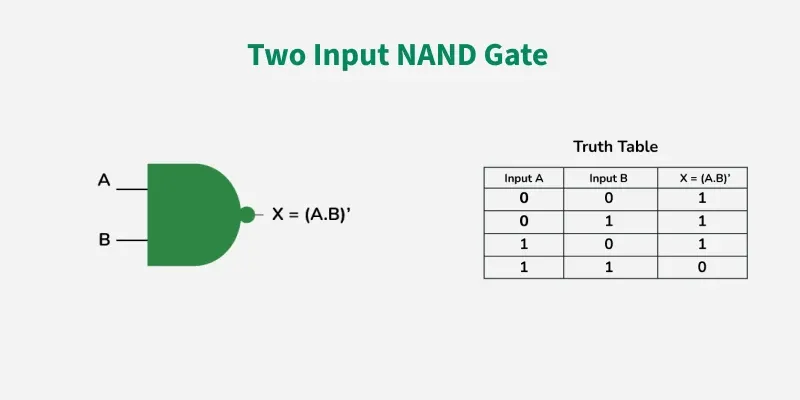 Two Input NAND Gate
Truth Table
A
B
X = (A.B)’
Input A Input B X = (A.B)’
0 0 1
0 1 1
1 0 1
1 1 0